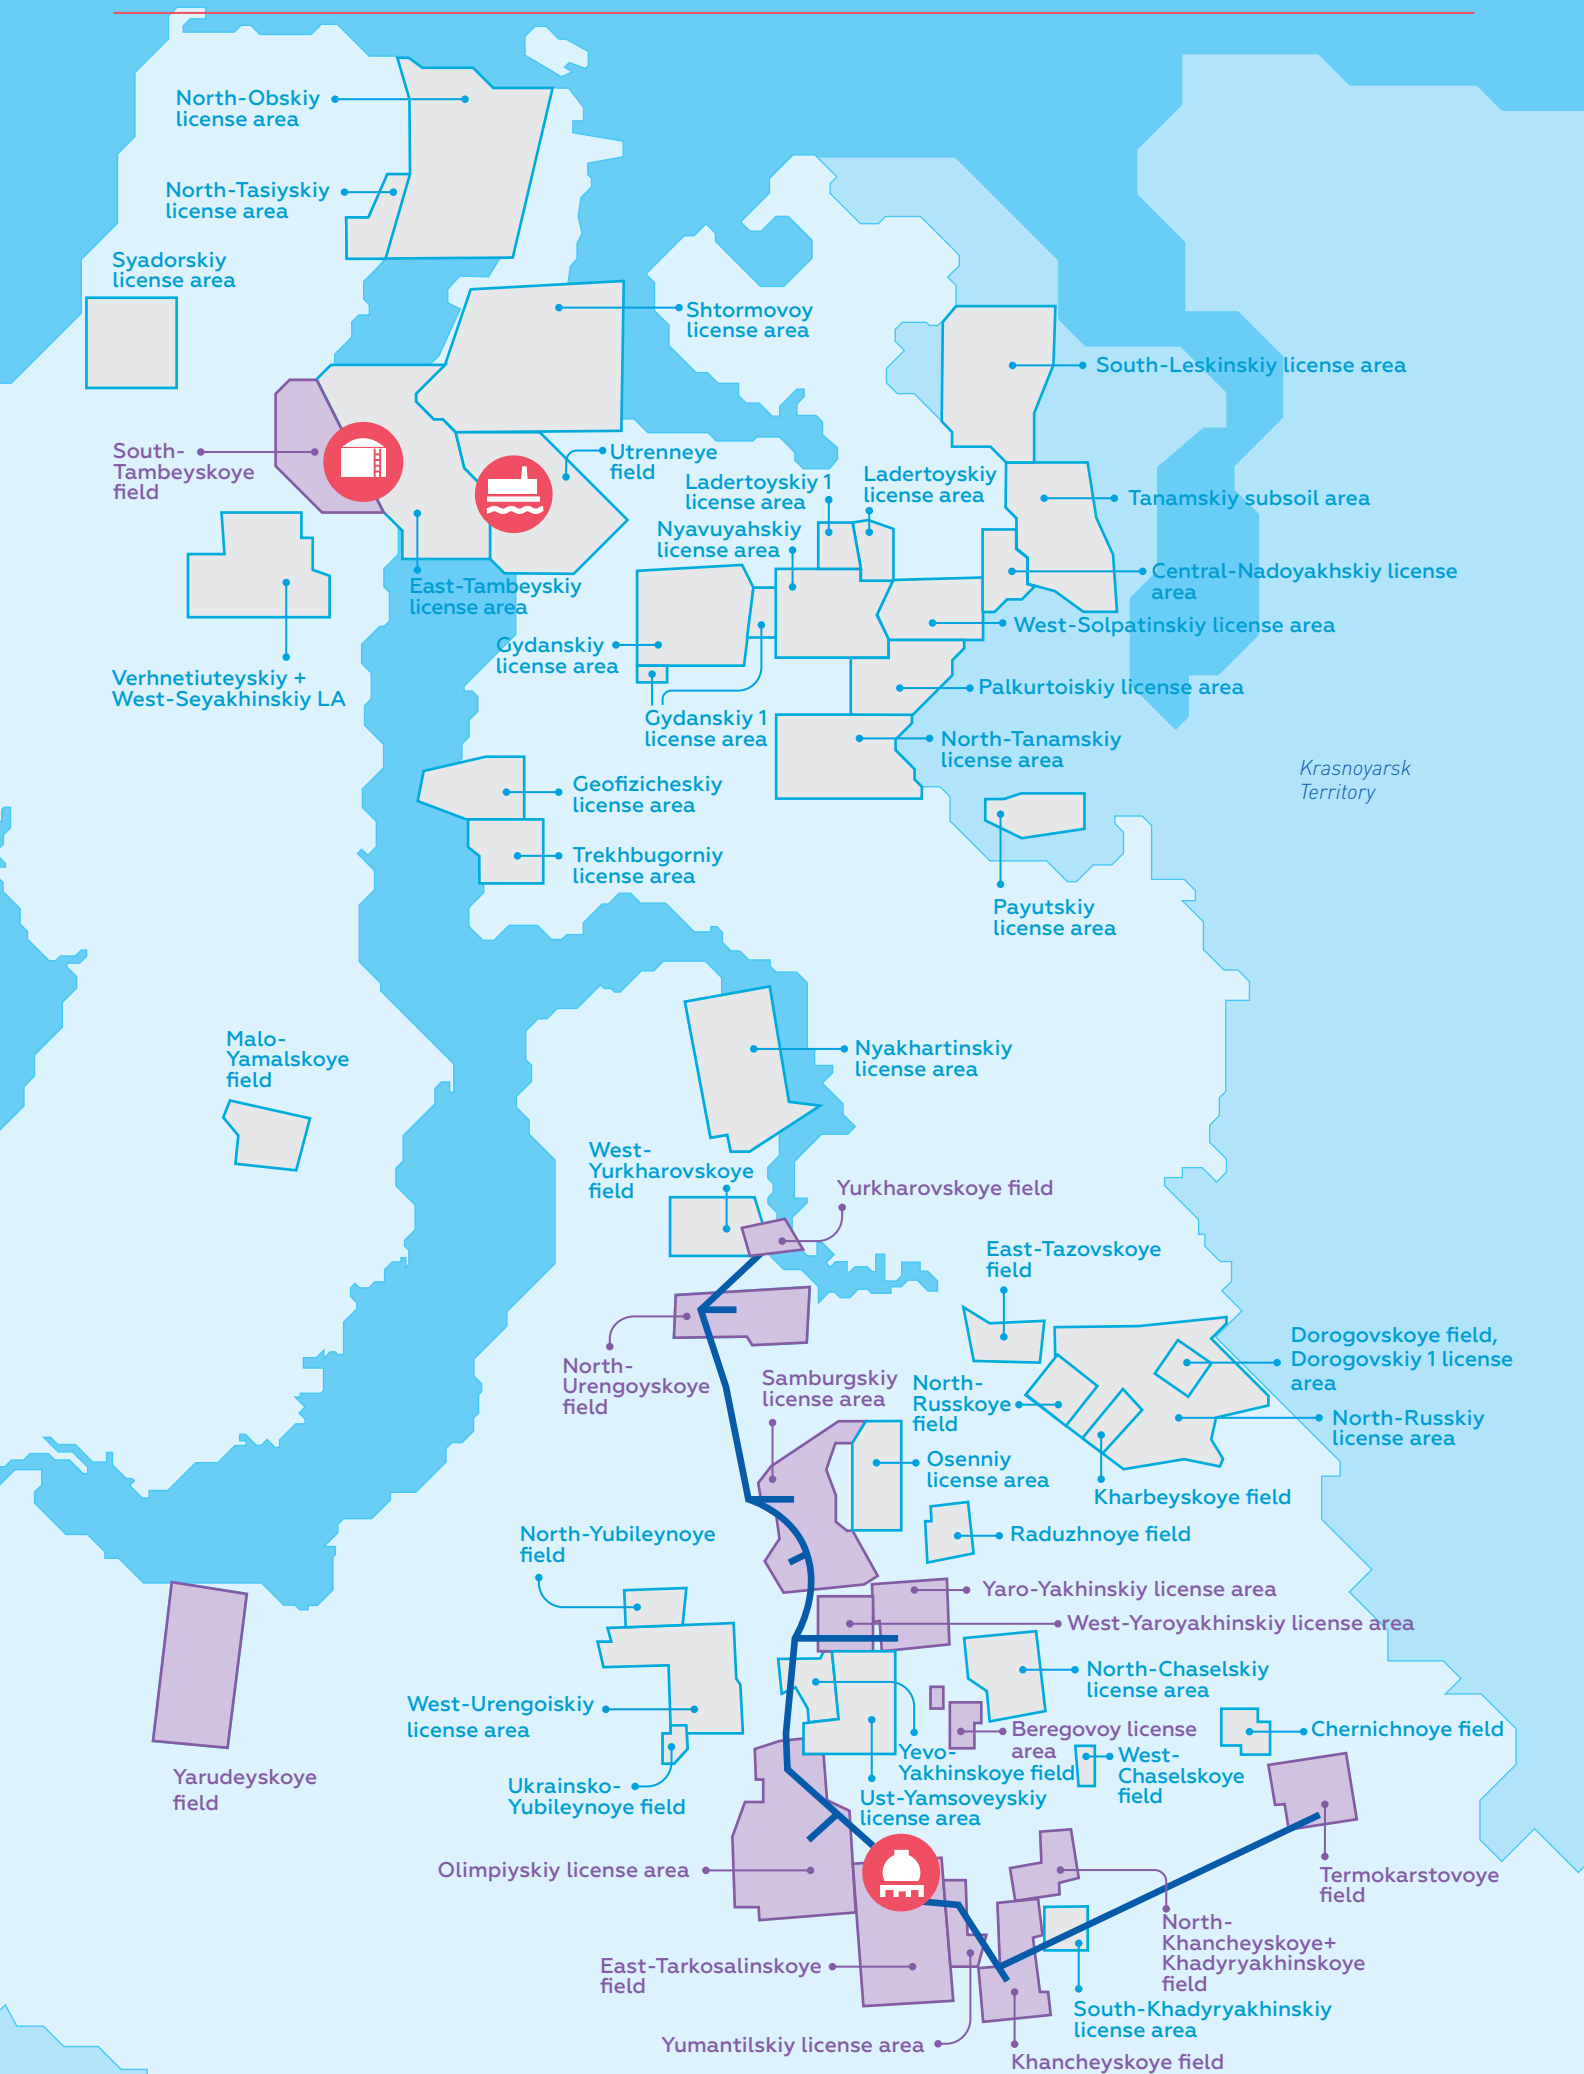 North-Obskiy
license area
North-Tasiyskiy
license area
Syadorskiy
license area
Shtormovoy
license area
South-Leskinskiy license area
South-
Tambeyskoye
field
Utrenneye
field
Ladertoyskiy 1
license area
Ladertoyskiy
license area
Tanamskiy subsoil area
Nyavuyahskiy
license area
East-Tambeyskiy
license area
Central-Nadoyakhskiy license
area
West-Solpatinskiy license area
Gydanskiy
license area
Verhnetiuteyskiy +
West-Seyakhinskiy LA
Palkurtoiskiy license area
Gydanskiy 1
license area
North-Tanamskiy
license area
Krasnoyarsk
Territory
Geofizicheskiy
license area
Trekhbugorniy
license area
Payutskiy
license area
Malo-
Yamalskoye
field
Nyakhartinskiy
license area
West-
Yurkharovskoye
field
Yurkharovskoye field
East-Tazovskoye
field
Dorogovskoye field,
Dorogovskiy 1 license
area
North-
Urengoyskoye
field
Samburgskiy
license area
North-
Russkoye
field
North-Russkiy
license area
Osenniy
license area
Kharbeyskoye field
North-Yubileynoye
field
Raduzhnoye field
Yaro-Yakhinskiy license area
West-Yaroyakhinskiy license area
North-Chaselskiy
license area
West-Urengoiskiy
license area
Beregovoy license
area
Chernichnoye field
Yevo-
Yakhinskoye field
West-
Chaselskoye
field
Yarudeyskoye
field
Ukrainsko-
Yubileynoye field
Ust-Yamsoveyskiy
license area
Olimpiyskiy license area
Termokarstovoye
field
North-
Khancheyskoye+
Khadyryakhinskoye
field
East-Tarkosalinskoye
field
South-Khadyryakhinskiy
license area
Yumantilskiy license area
Khancheyskoye field